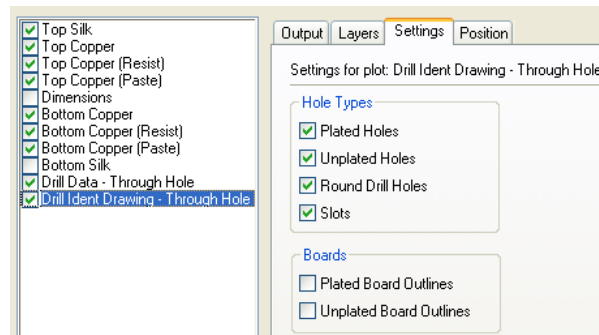 Top Silk
Top Copper
Top Copper (Resist)
Top Copper (Paste)
Dimensions
Bottom Copper
Bottom Copper (Resist)
Bottom Copper (Paste)
Bottom Silk
Drill Data - Through Hole
Drill Ident Drawing - Through Hole
Output Layers Settings Position
Settings for plot: Drill Ident Drawing - Through Hole
Hole Types
Plated Holes
Unplated Holes
Round Drill Holes
Slots
Boards
Plated Board Outlines
Unplated Board Outlines